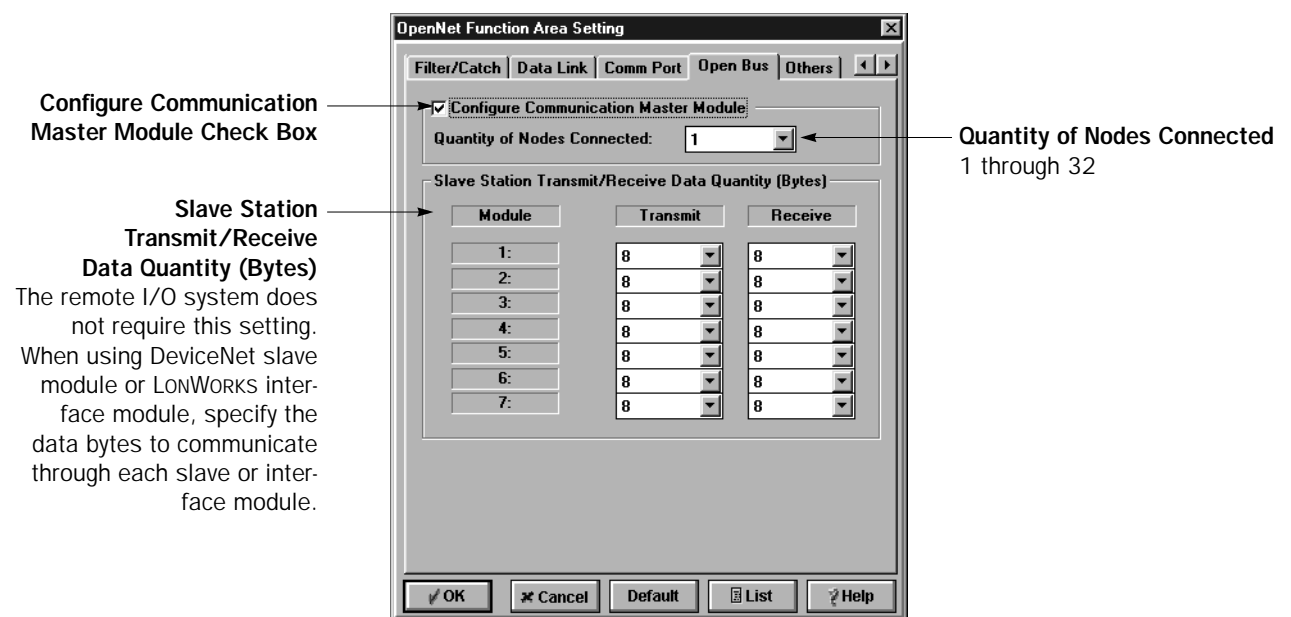 OpenNet Function Area Setting
Filter/Catch Data Link Comm Port Open Bus Others
Configure Communication
Master Module Check Box
Configure Communication Master Module
Quantity of Nodes Connected: 1
Quantity of Nodes Connected
1 through 32
Slave Station
Transmit/Receive
Data Quantity (Bytes)
The remote I/O system does
not require this setting.
When using DeviceNet slave
module or LONWORKS inter-
face module, specify the
data bytes to communicate
through each slave or inter-
face module.
Slave Station Transmit/Receive Data Quantity (Bytes)
Module Transmit Receive
1: 8 8
2: 8 8
3: 8 8
4: 8 8
5: 8 8
6: 8 8
7: 8 8
OK Cancel Default List Help